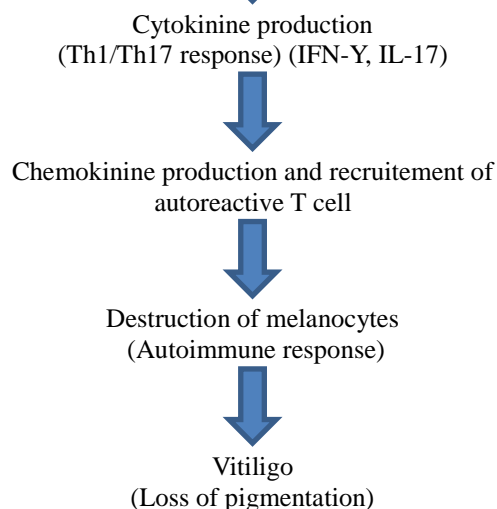 Cytokinine production
(Th1/Th17 response) (IFN-Y, IL-17)
Chemokinine production and recruitement of
autoreactive T cell
Destruction of melanocytes
(Autoimmune response)
Vitiligo
(Loss of pigmentation)